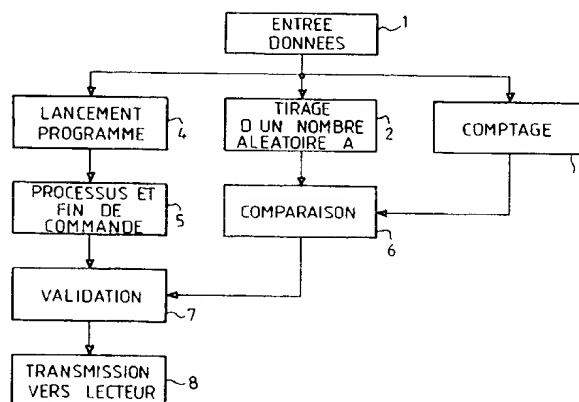 ENTREE
DONNEES
1
LANCEMENT
PROGRAMME
4
TIRAGE
D UN NOMBRE
ALEATOIRE A
2
COMPTAGE
PROCESSUS ET
FIN DE
COMMANDE
5
COMPARAISON
6
VALIDATION
7
TRANSMISSION
VERS LECTEUR
8